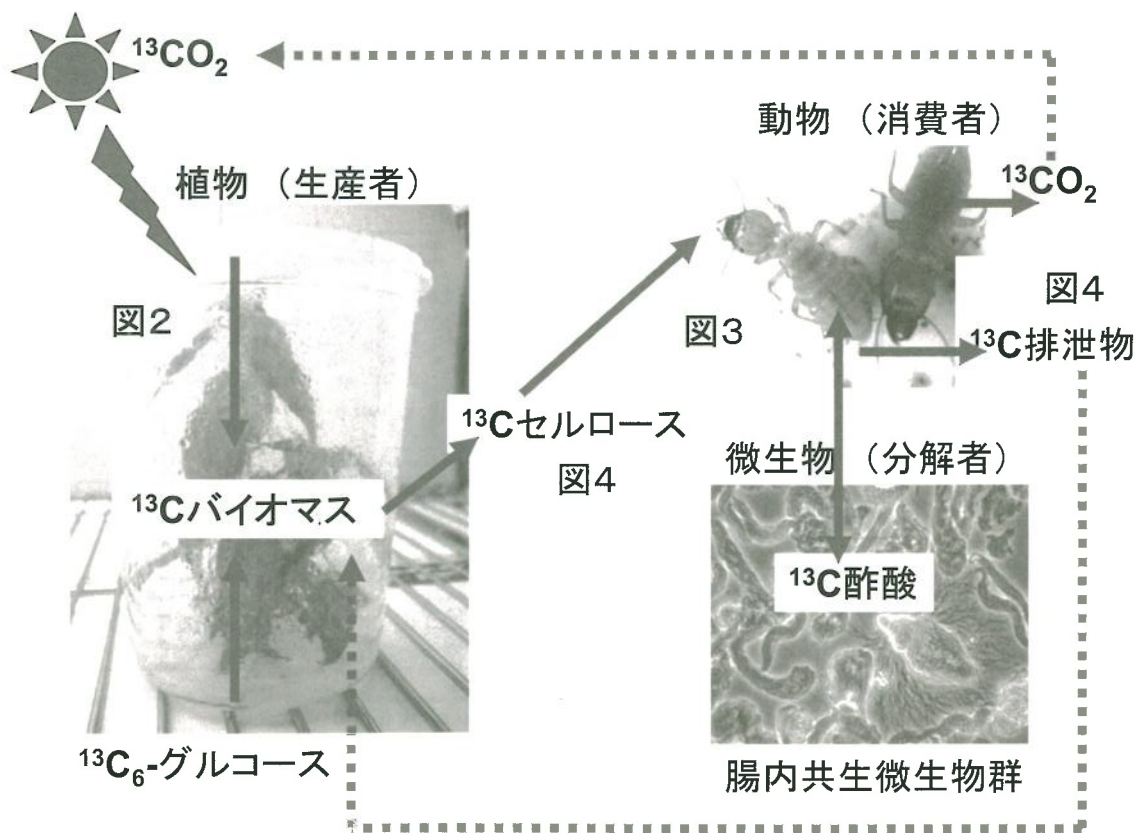 ¹³CO₂
動物 （消費者）
¹³CO₂
植物 （生産者）
図2
図3
図4
¹³C排泄物
¹³Cセルロース
図4
微生物 （分解者）
¹³Cバイオマス
¹³C酢酸
¹³C₆-グルコース
腸内共生微生物群